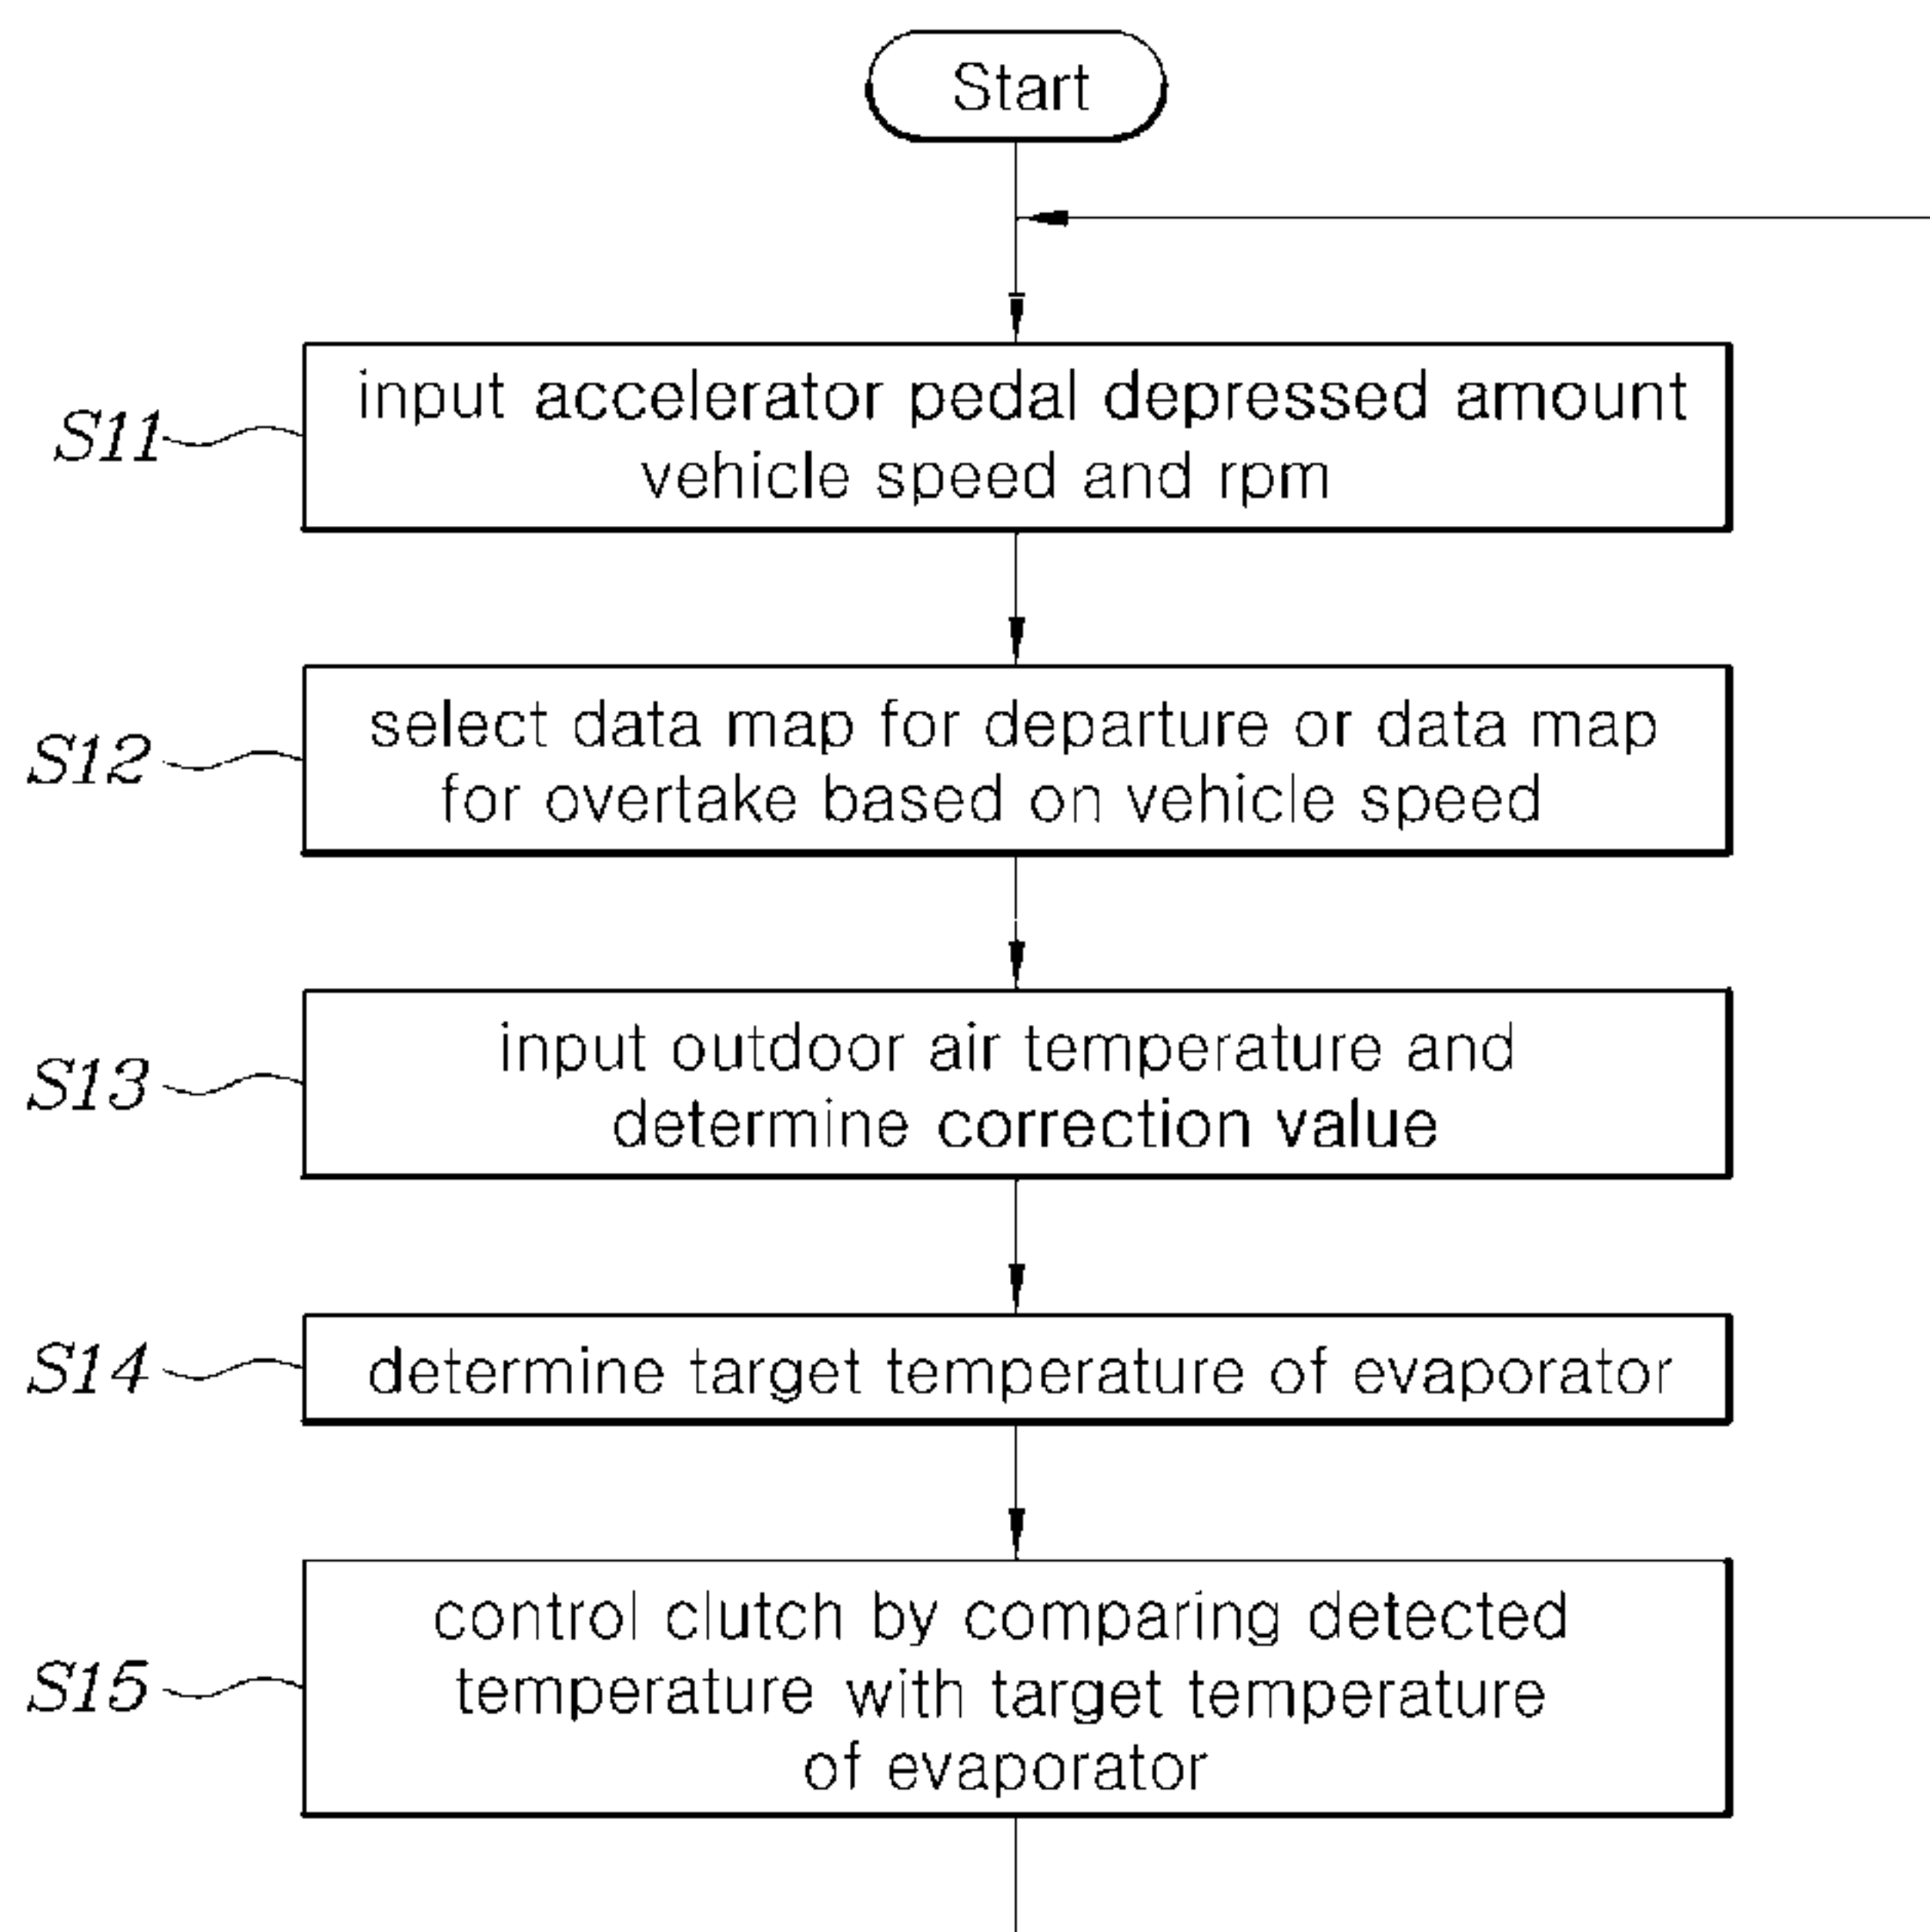 Start
S11
input accelerator pedal depressed amount
vehicle speed and rpm
S12
select data map for departure or data map
for overtake based on vehicle speed
S13
input outdoor air temperature and
determine correction value
S14
determine target temperature of evaporator
S15
control clutch by comparing detected
temperature with target temperature
of evaporator